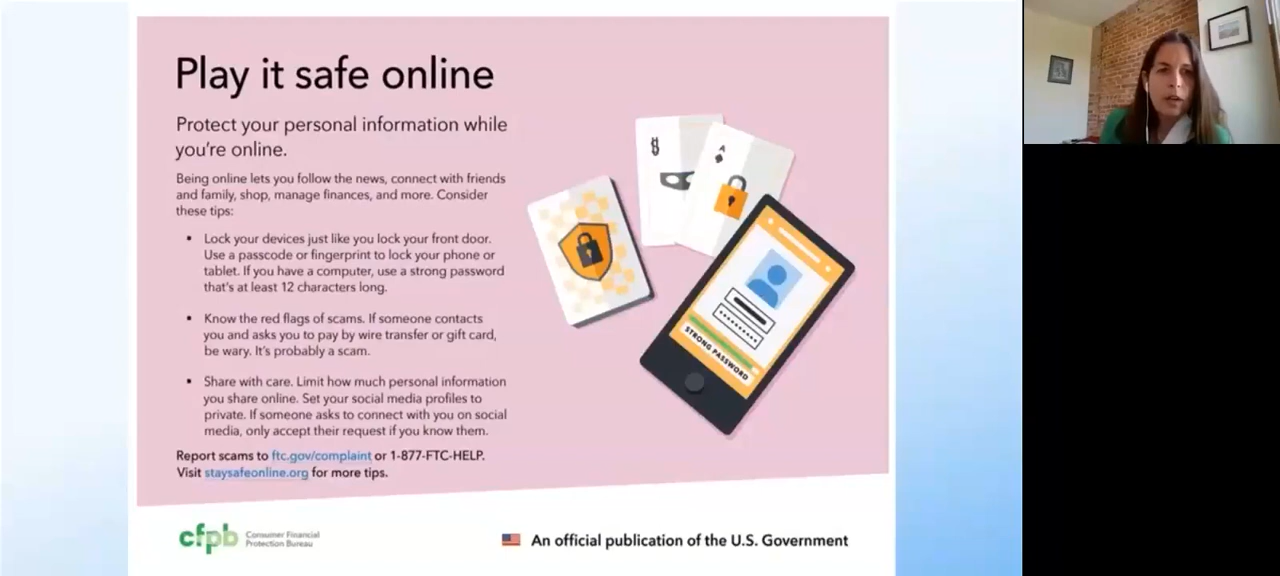 Play it safe online
Protect your personal information while
you're online.
Being online lets you follow the news, connect with friends
and family, shop, manage finances, and more. Consider
these tips:
• Lock your devices just like you lock your front door.
Use a passcode or fingerprint to lock your phone or
tablet. If you have a computer, use a strong password
that's at least 12 characters long.
• Know the red flags of scams. If someone contacts
you and asks you to pay by wire transfer or gift card,
be wary. It's probably a scam.
• Share with care. Limit how much personal information
you share online. Set your social media profiles to
private. If someone asks to connect with you on social
media, only accept their request if you know them.
Report scams to ftc.gov/complaint or 1-877-FTC-HELP.
Visit staysafeonline.org for more tips.
A
STRONG PASSWORD
cfpb Consumer Financial
Protection Bureau
An official publication of the U.S. Government